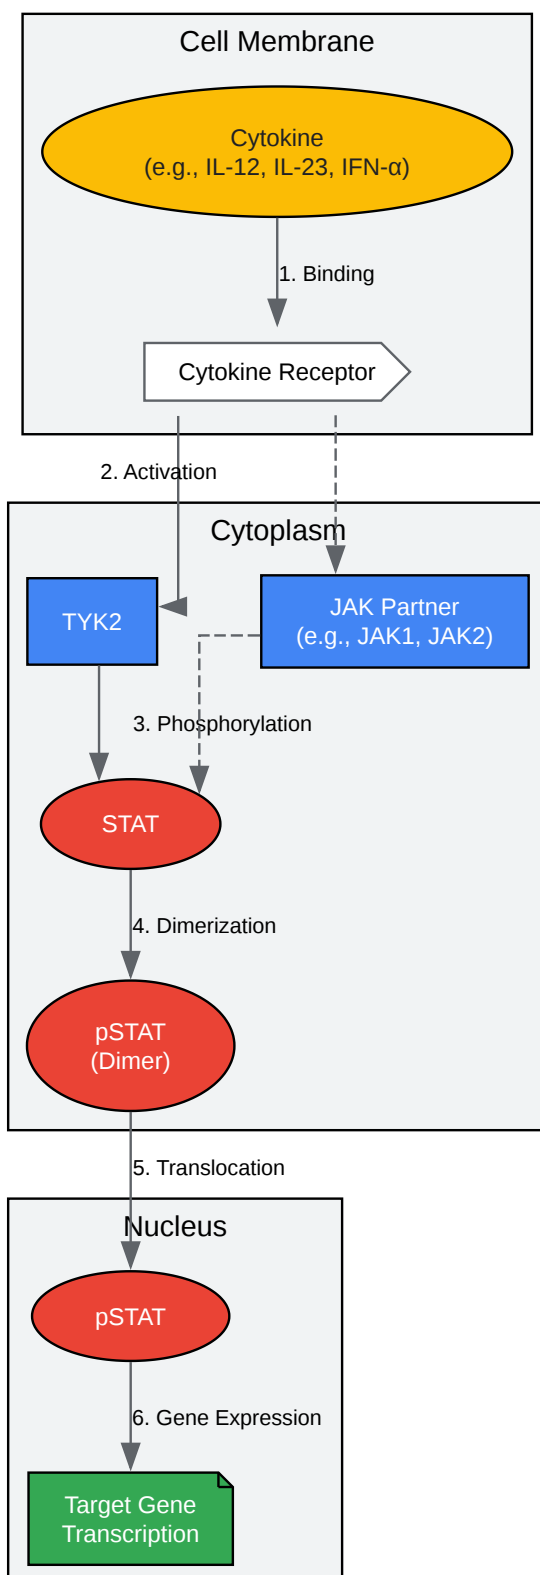 Cell Membrane
Cytokine
(e.g., IL-12, IL-23, IFN-α)
1. Binding
Cytokine Receptor
2. Activation
Cytoplasm
TYK2
JAK Partner
(e.g., JAK1, JAK2)
3. Phosphorylation
STAT
4. Dimerization
pSTAT
(Dimer)
5. Translocation
Nucleus
pSTAT
6. Gene Expression
Target Gene
Transcription